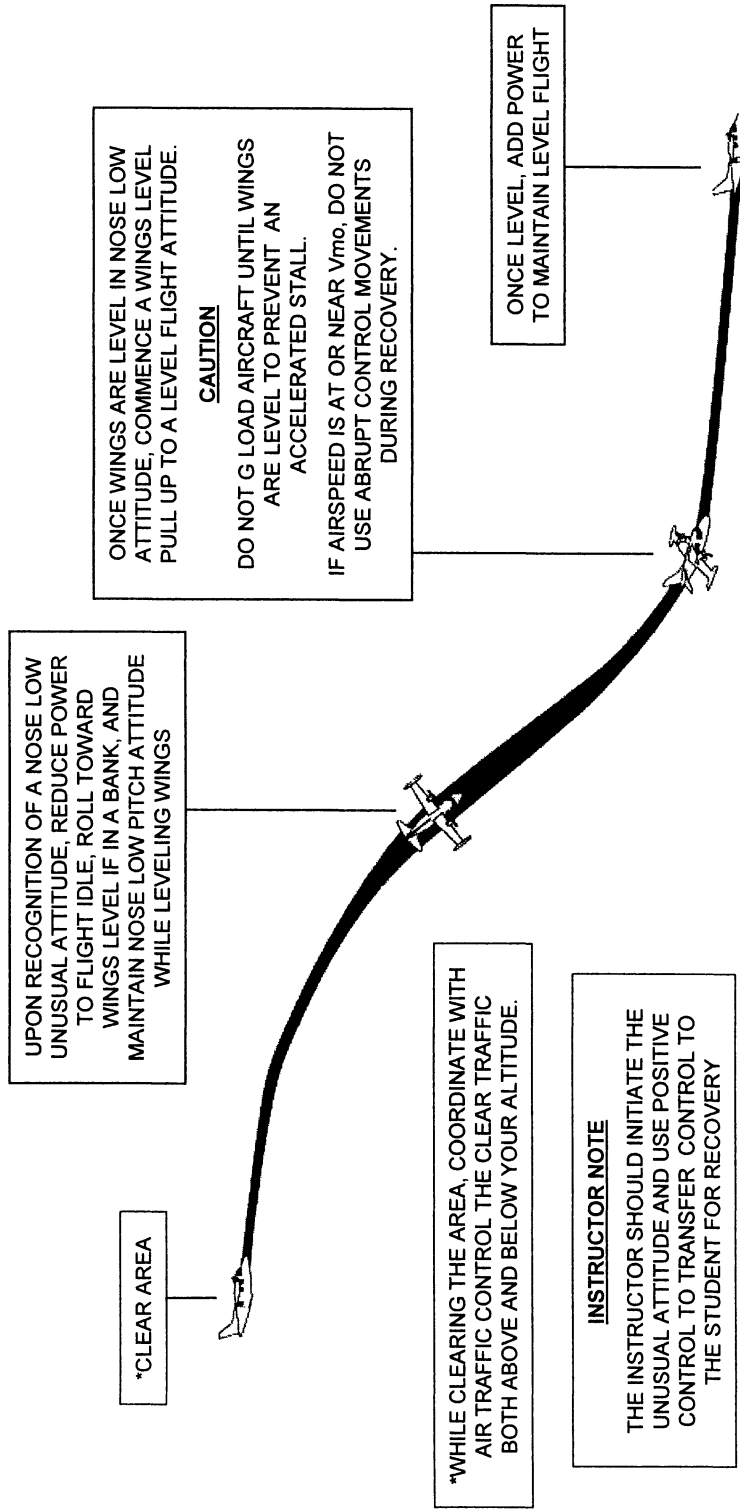 *CLEAR AREA
UPON RECOGNITION OF A NOSE LOW
UNUSUAL ATTITUDE, REDUCE POWER
TO FLIGHT IDLE, ROLL TOWARD
WINGS LEVEL IF IN A BANK, AND
MAINTAIN NOSE LOW PITCH ATTITUDE
WHILE LEVELING WINGS
ONCE WINGS ARE LEVEL IN NOSE LOW
ATTITUDE, COMMENCE A WINGS LEVEL
PULL UP TO A LEVEL FLIGHT ATTITUDE.
CAUTION
DO NOT G LOAD AIRCRAFT UNTIL WINGS
ARE LEVEL TO PREVENT AN
ACCELERATED STALL.
IF AIRSPEED IS AT OR NEAR Vmo, DO NOT
USE ABRUPT CONTROL MOVEMENTS
DURING RECOVERY.
ONCE LEVEL, ADD POWER
TO MAINTAIN LEVEL FLIGHT
*WHILE CLEARING THE AREA, COORDINATE WITH
AIR TRAFFIC CONTROL THE CLEAR TRAFFIC
BOTH ABOVE AND BELOW YOUR ALTITUDE.
INSTRUCTOR NOTE
THE INSTRUCTOR SHOULD INITIATE THE
UNUSUAL ATTITUDE AND USE POSITIVE
CONTROL TO TRANSFER CONTROL TO
THE STUDENT FOR RECOVERY